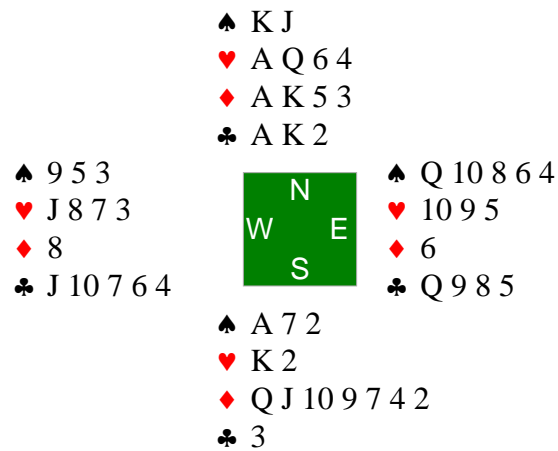 ♠ K J
♥ A Q 6 4
♦ A K 5 3
♣ A K 2
♠ 9 5 3
♥ J 8 7 3
♦ 8
♣ J 10 7 6 4
N
W E
S
♠ Q 10 8 6 4
♥ 10 9 5
♦ 6
♣ Q 9 8 5
♠ A 7 2
♥ K 2
♦ Q J 10 9 7 4 2
♣ 3